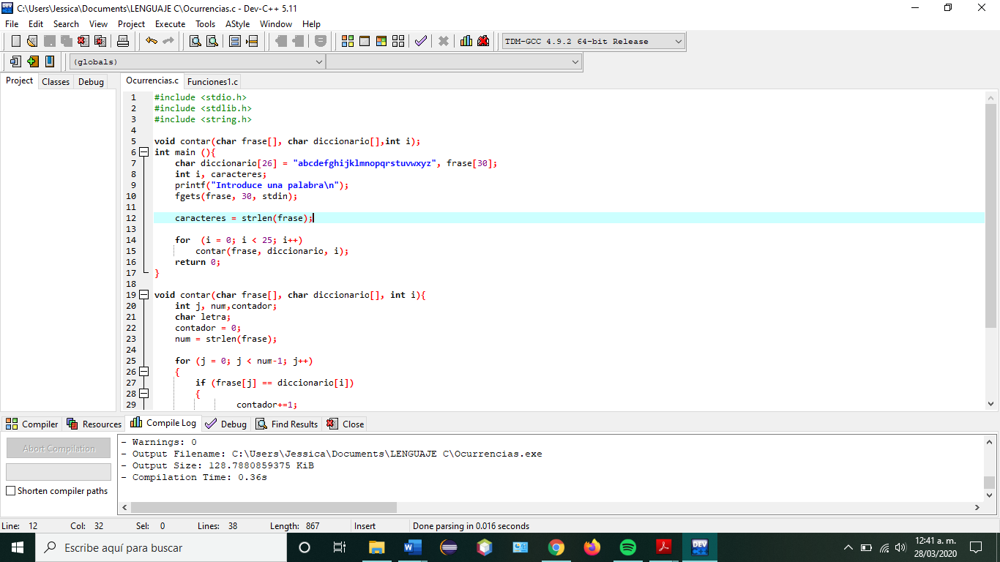 C:\Users\Jessica\Documents\LENGUAJE C\Ocurrencias.c - Dev-C++ 5.11
File Edit Search View Project Execute Tools AStyle Window Help
TDM-GCC 4.9.2 64-bit Release
(globals)
Project Classes Debug
Ocurrencias.c Funciones1.c
1 #include <stdio.h>
2 #include <stdlib.h>
3 #include <string.h>
4
5 void contar(char frase[], char diccionario[],int i);
6 int main (){
7 char diccionario[26] = "abcdefghijklmnopqrstuvwxyz", frase[30];
8 int i, caracteres;
9 printf("Introduce una palabra\n");
10 fgets(frase, 30, stdin);
11
12 caracteres = strlen(frase);
13
14 for  (i = 0; i < 25; i++)
15 contar(frase, diccionario, i);
16 return 0;
17 }
18
19 void contar(char frase[], char diccionario[], int i){
20 int j, num,contador;
21 char letra;
22 contador = 0;
23 num = strlen(frase);
24
25 for (j = 0; j < num-1; j++)
26 {
27 if (frase[j] == diccionario[i])
28 {
29 contador+=1;
Compiler Resources Compile Log Debug Find Results Close
Abort Compilation
Shorten compiler paths
- Warnings: 0
- Output Filename: C:\Users\Jessica\Documents\LENGUAJE C\Ocurrencias.exe
- Output Size: 128.7880859375 KiB
- Compilation Time: 0.36s
Line: 12 Col: 32 Sel: 0 Lines: 38 Length: 867 Insert Done parsing in 0.016 seconds
Escribe aquí para buscar
DEV
12:41 a. m.
28/03/2020